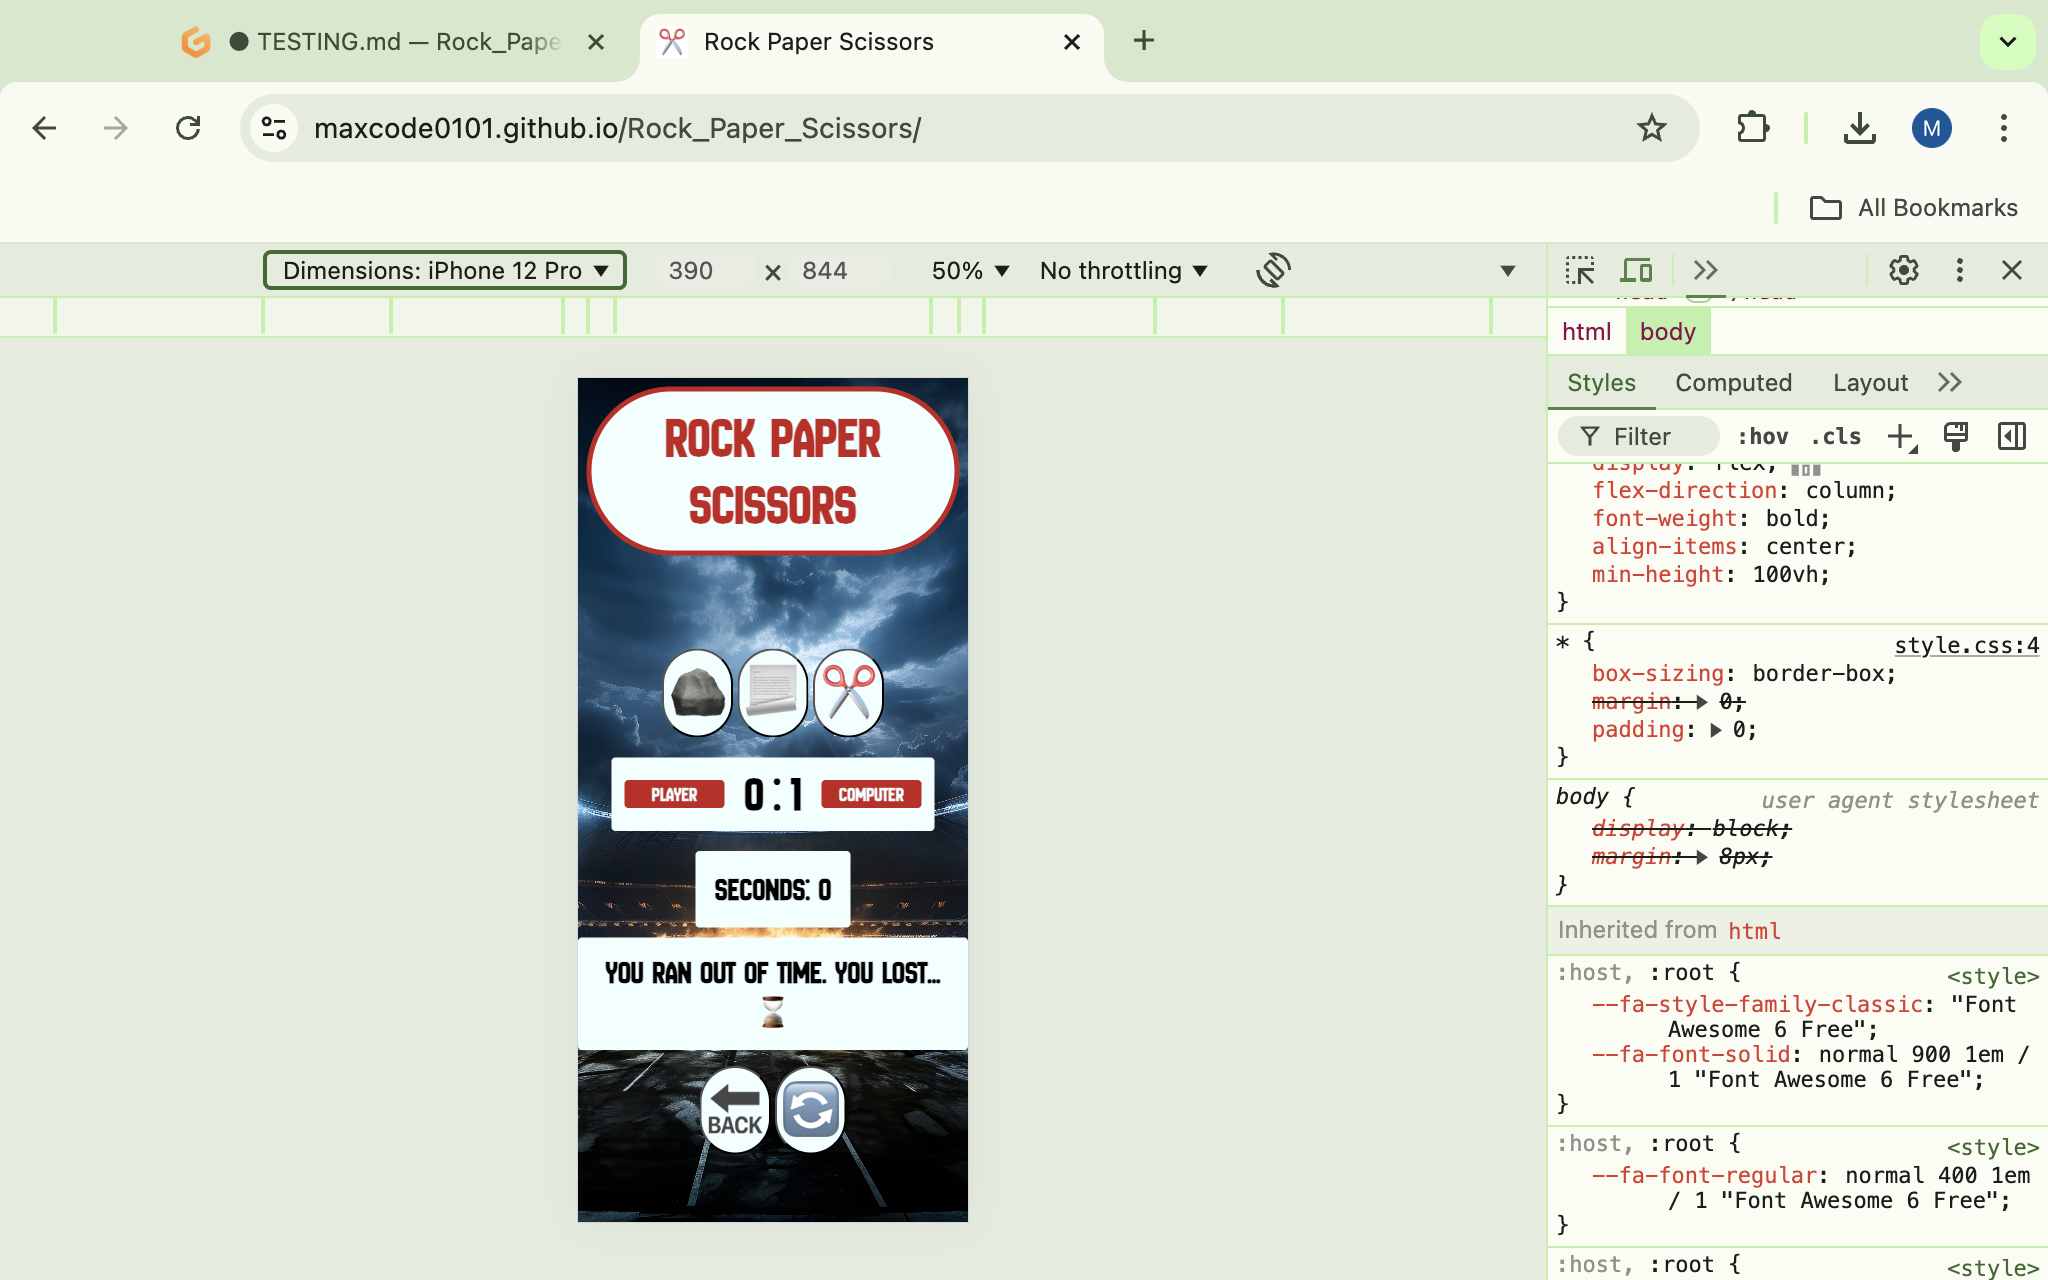 TESTING.md — Rock_Pape
Rock Paper Scissors
maxcode0101.github.io/Rock_Paper_Scissors/
M
All Bookmarks
Dimensions: iPhone 12 Pro ▼
390 × 844
50% ▼
No throttling ▼
html body
Styles Computed Layout
Filter :hov .cls
display: flex;
flex-direction: column;
font-weight: bold;
align-items: center;
min-height: 100vh;
}
* { style.css:4
box-sizing: border-box;
margin: ▶ 0;
padding: ▶ 0;
}
body { user agent stylesheet
display: block;
margin: ▶ 8px;
}
Inherited from html
:host, :root { <style>
--fa-style-family-classic: "Font
Awesome 6 Free";
--fa-font-solid: normal 900 1em /
1 "Font Awesome 6 Free";
}
:host, :root { <style>
--fa-font-regular: normal 400 1em
/ 1 "Font Awesome 6 Free";
}
:host, :root { <style>
ROCK PAPER
SCISSORS
PLAYER 0:1 COMPUTER
SECONDS: 0
YOU RAN OUT OF TIME. YOU LOST...
BACK